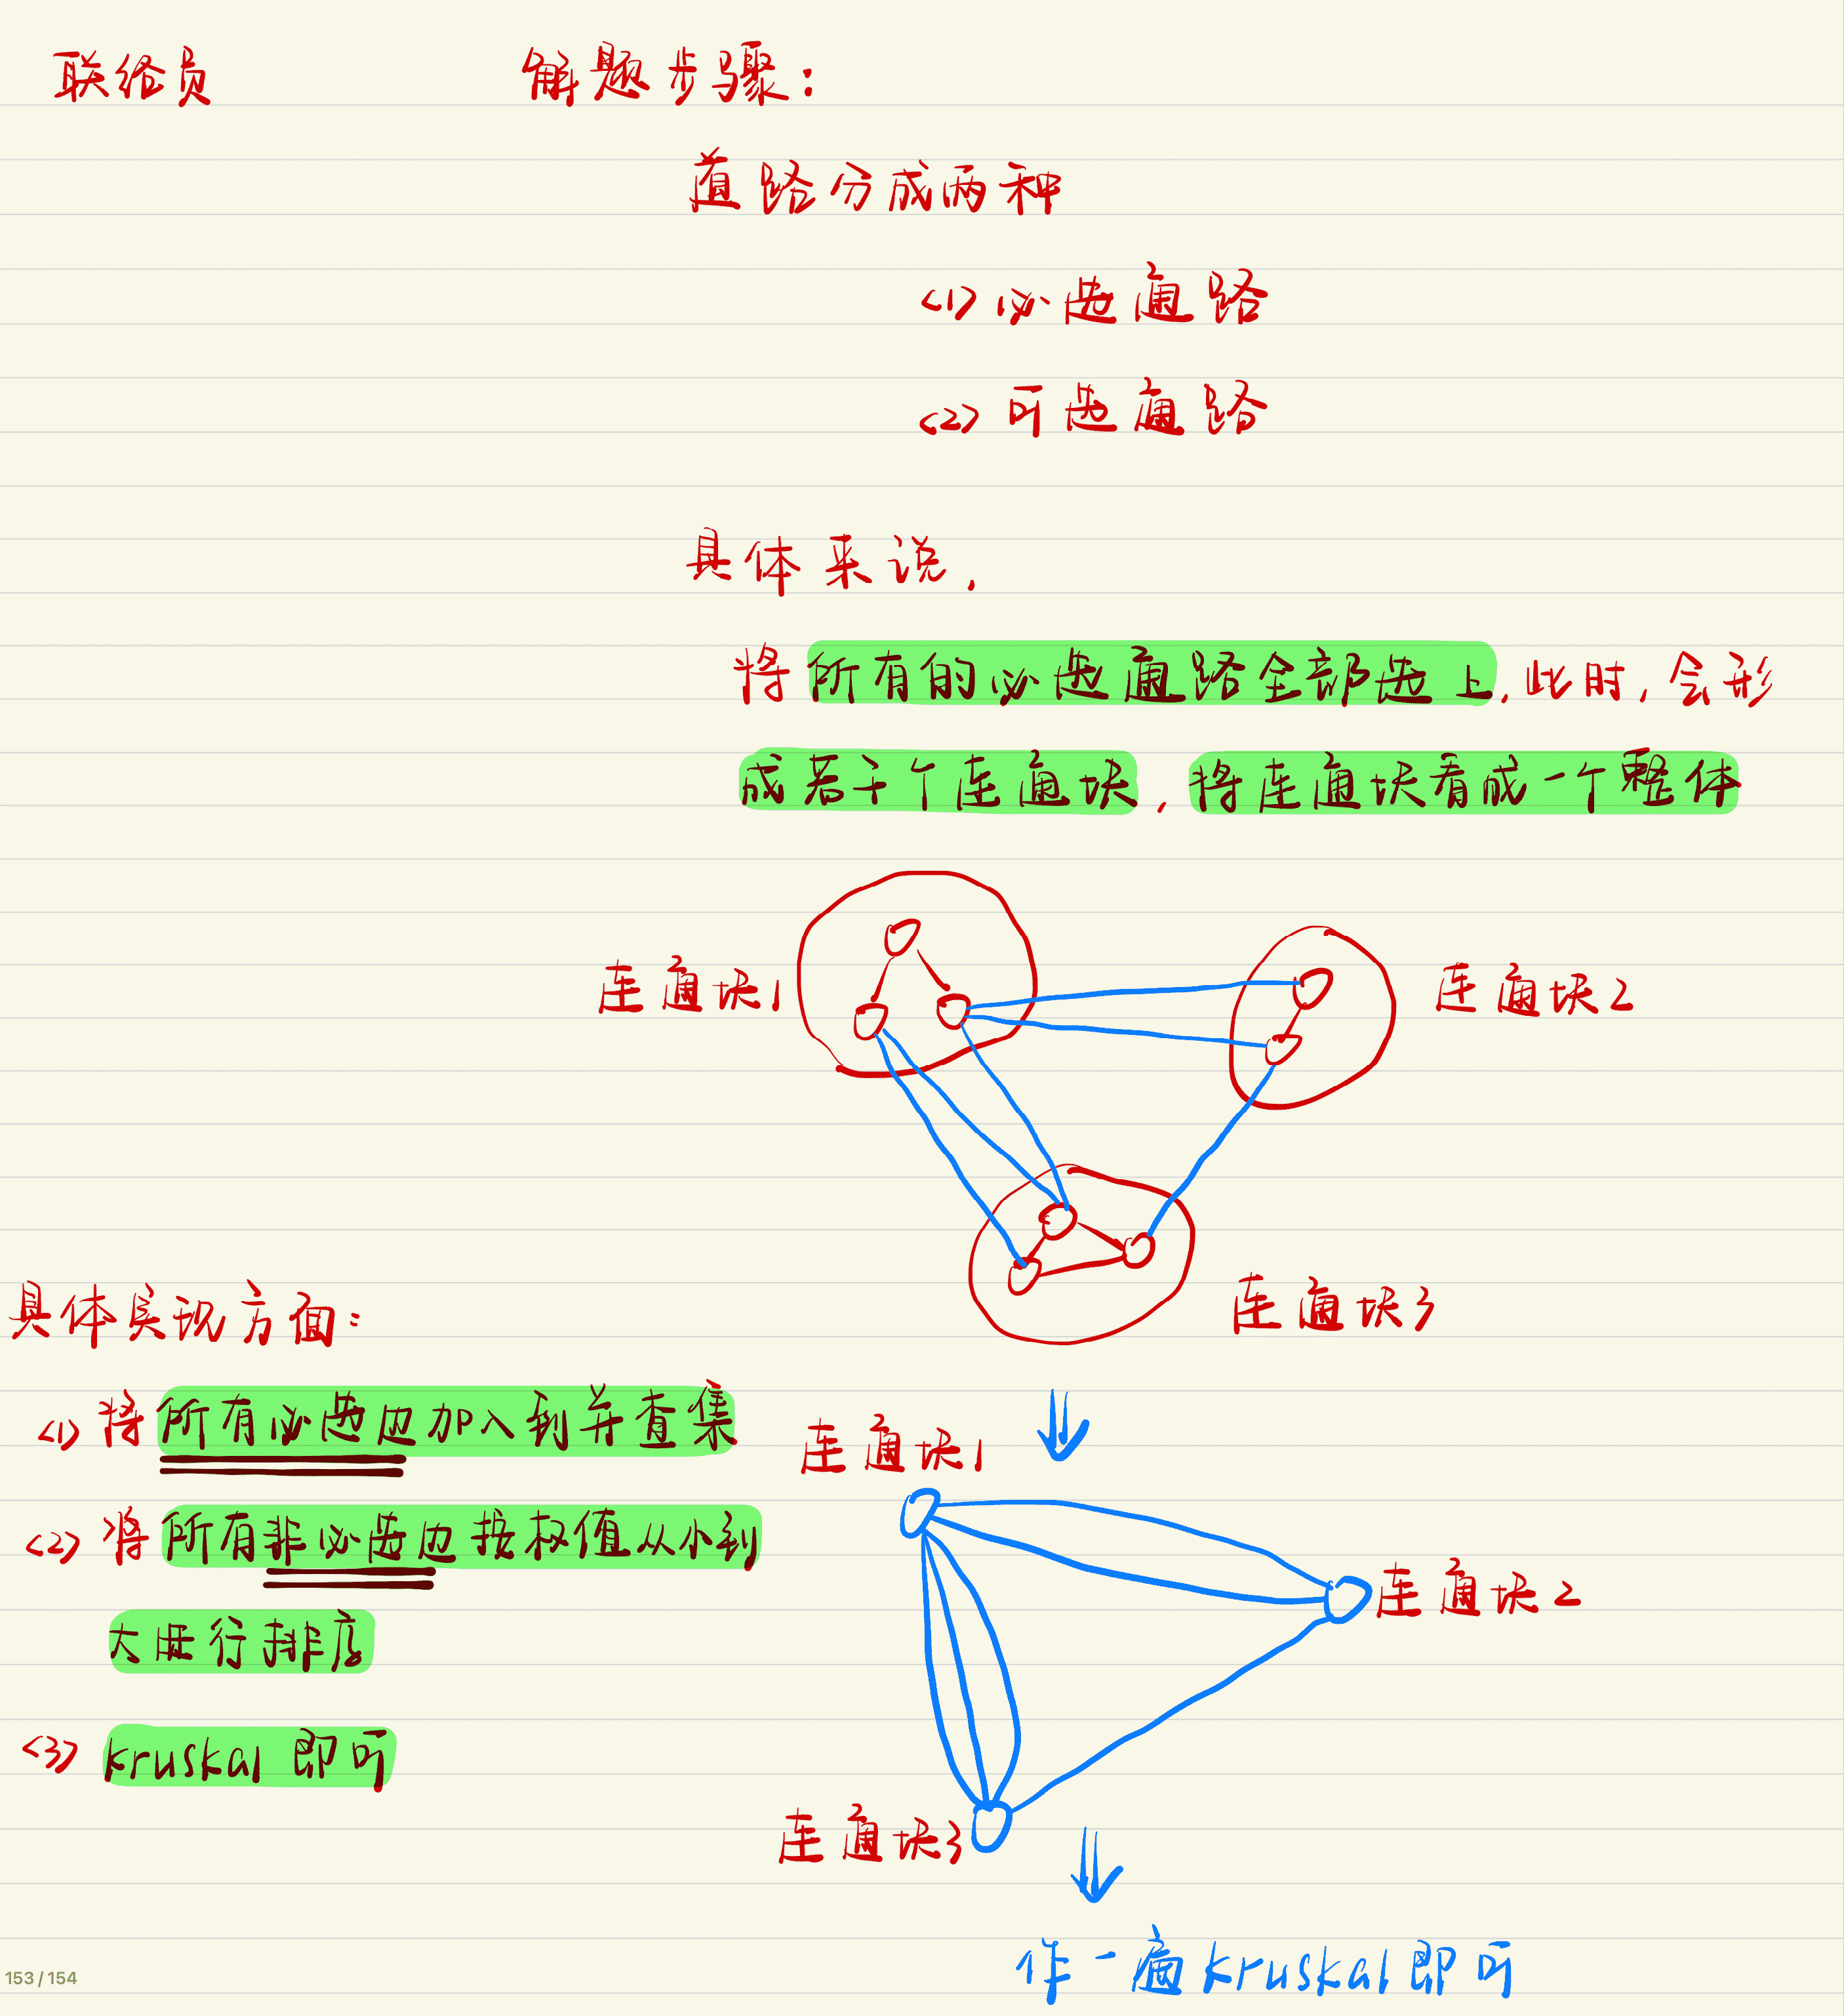 联络员
解题步骤：
道路分成两种
(1) 必选通路
(2) 可选通路
具体来说，
将所有的必选通路全部选上，此时，会形
成若干个连通块，将连通块看成一个整体
连通块1
连通块2
连通块3
具体实现方面：
(1) 将所有必选边加入到并查集
(2) 将所有非必选边按权值从小到
大进行排序
(3) kruskal 即可
连通块1
连通块2
连通块3
作一遍kruskal即可
153 / 154